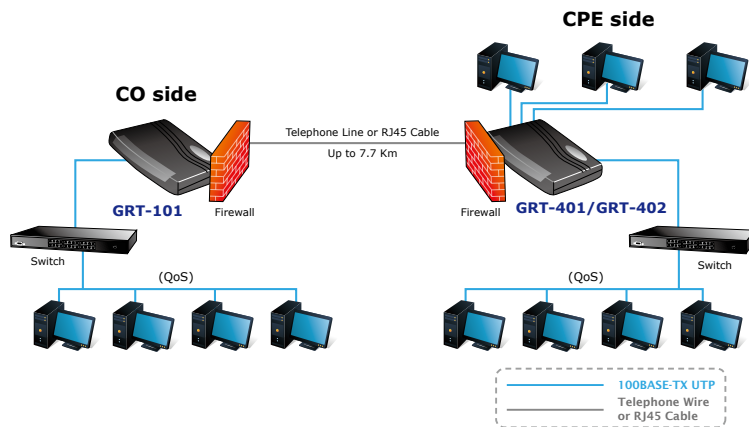 CPE side
CO side
Telephone Line or RJ45 Cable
Up to 7.7 Km
GRT-101
Firewall
Firewall
GRT-401/GRT-402
Switch
Switch
(QoS)
(QoS)
100BASE-TX UTP
Telephone Wire
or RJ45 Cable